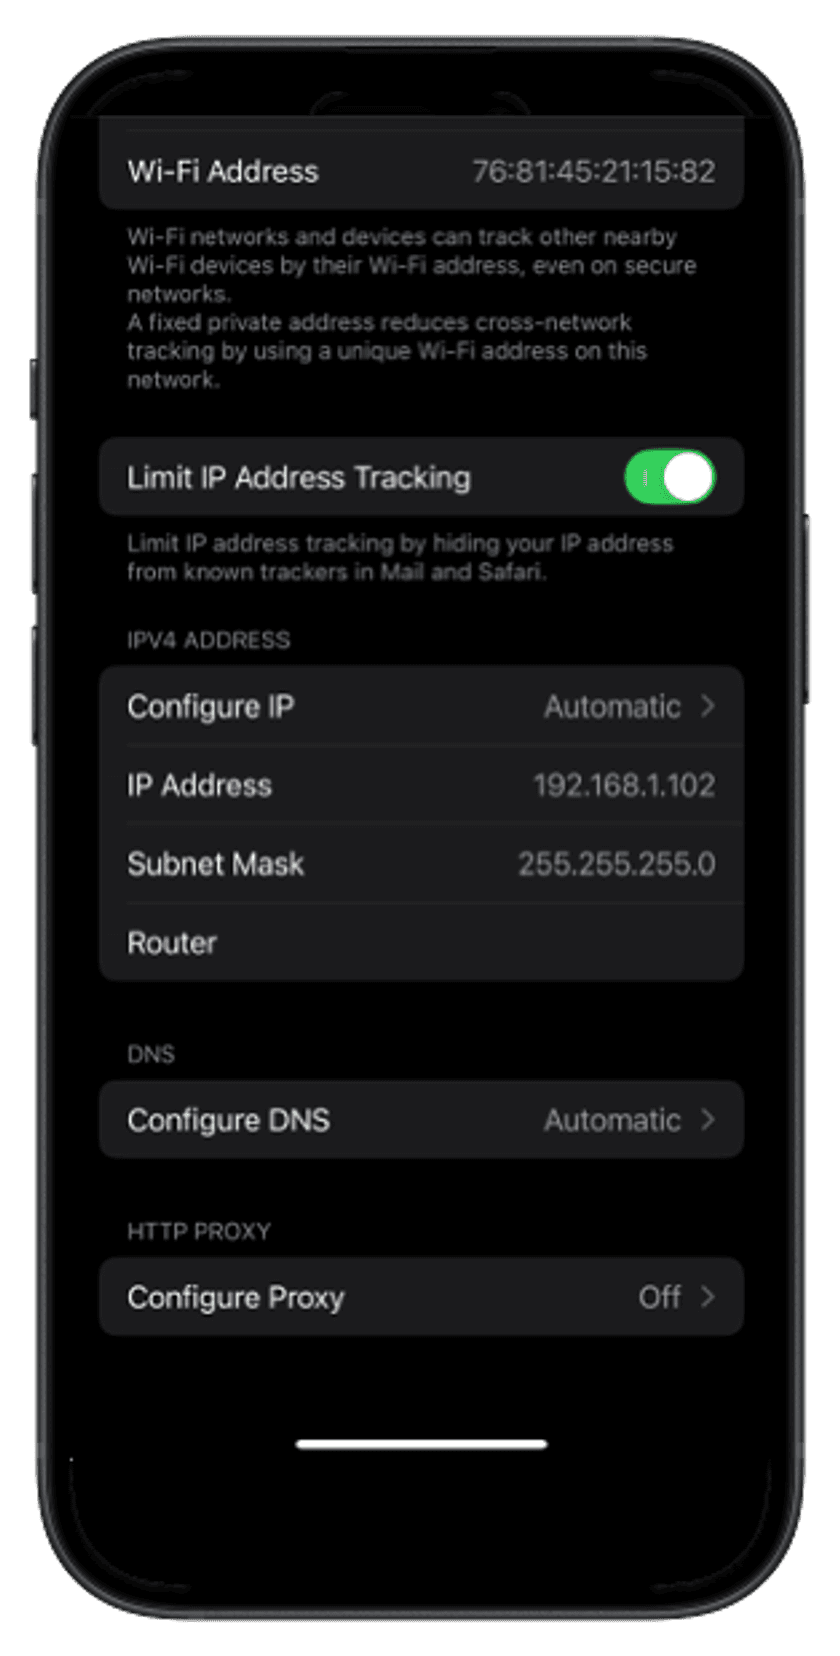 Wi-Fi Address 76:81:45:21:15:82
Wi-Fi networks and devices can track other nearby
Wi-Fi devices by their Wi-Fi address, even on secure
networks.
A fixed private address reduces cross-network
tracking by using a unique Wi-Fi address on this
network.
Limit IP Address Tracking
Limit IP address tracking by hiding your IP address
from known trackers in Mail and Safari.
IPV4 ADDRESS
Configure IP Automatic
IP Address 192.168.1.102
Subnet Mask 255.255.255.0
Router
DNS
Configure DNS Automatic
HTTP PROXY
Configure Proxy Off